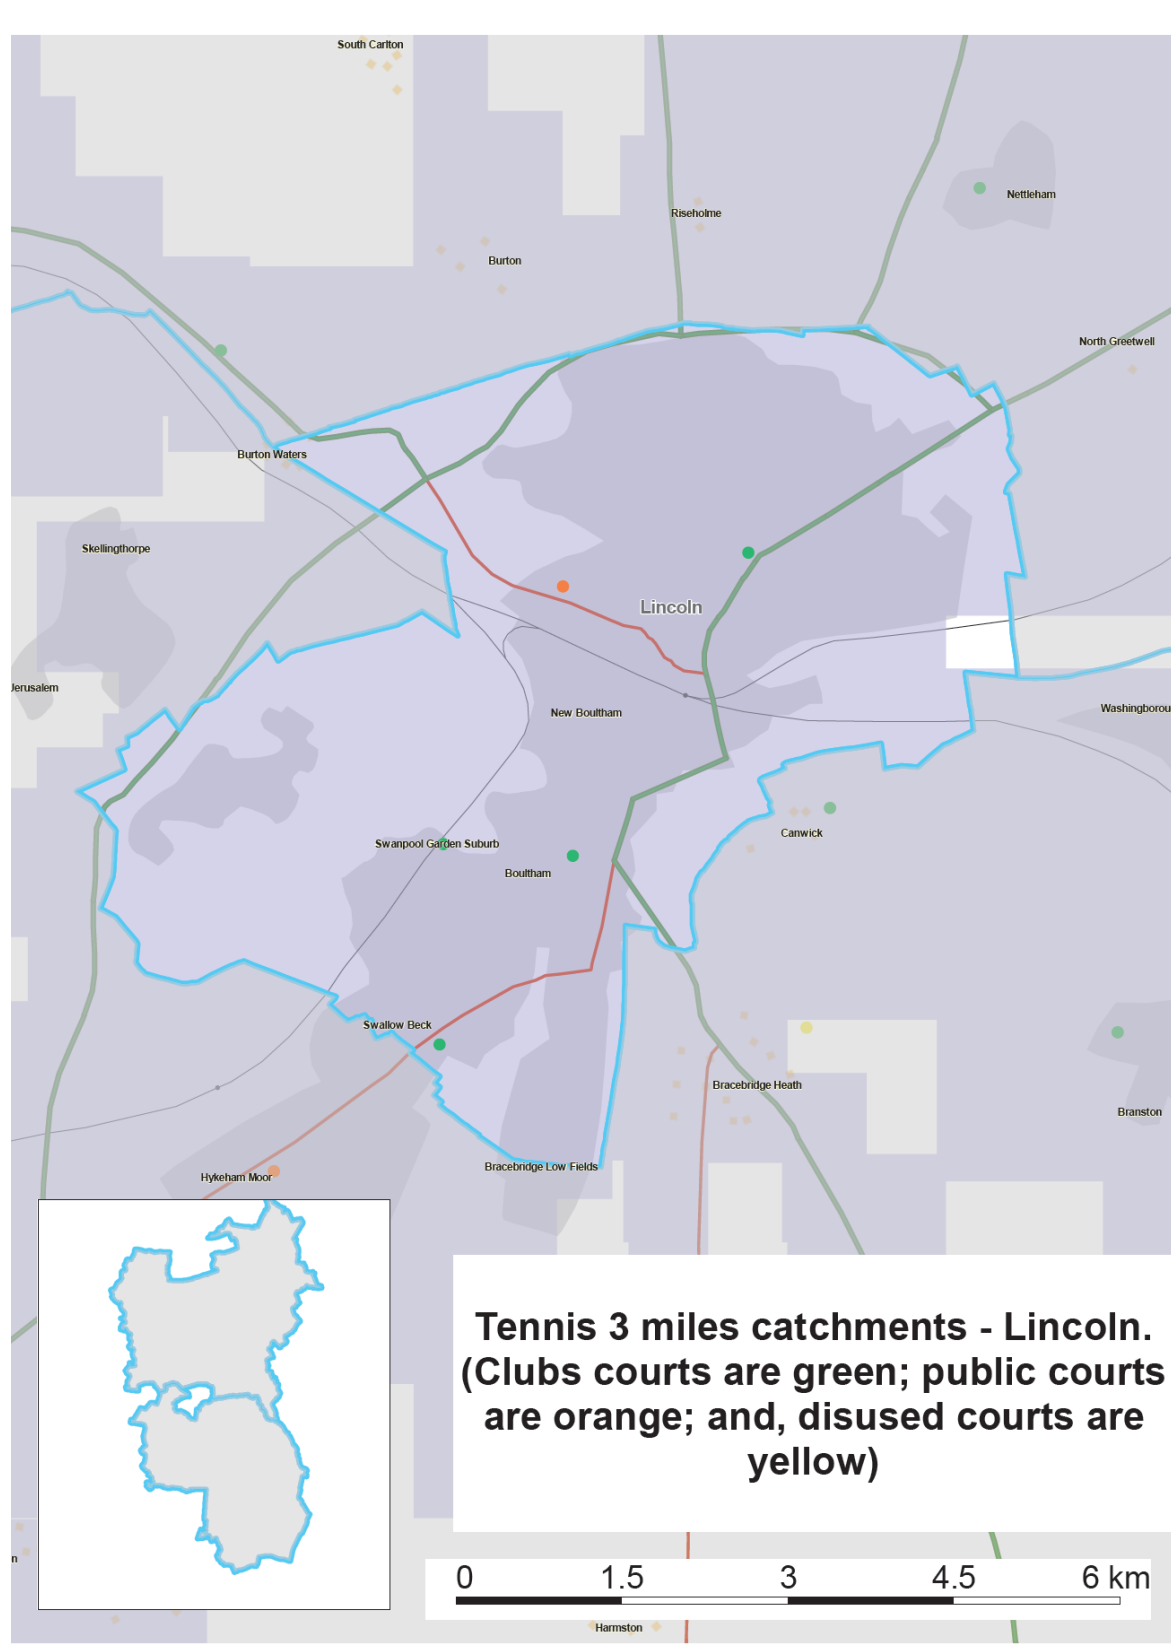 South Carlton
Nettleham
Riseholme
Burton
North Greetwell
Burton Waters
Skellingthorpe
Lincoln
Jerusalem
New Boultham
Washingborou
Canwick
Swanpool Garden Suburb
Boultham
Swallow Beck
Bracebridge Heath
Branston
Bracebridge Low Fields
Hykeham Moor
Tennis 3 miles catchments - Lincoln.
(Clubs courts are green; public courts
are orange; and, disused courts are
yellow)
n
0 1.5 3 4.5 6 km
Harmston